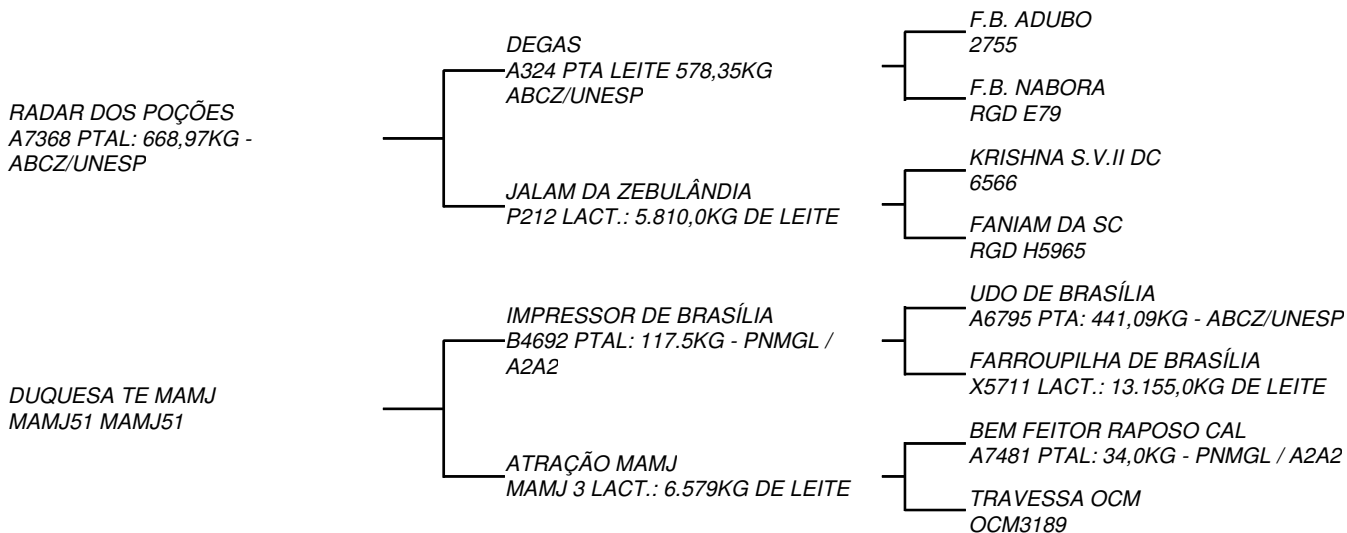 RADAR DOS POÇÕES
A7368 PTAL: 668,97KG -
ABCZ/UNESP
DEGAS
A324 PTA LEITE 578,35KG
ABCZ/UNESP
F.B. ADUBO
2755
F.B. NABORA
RGD E79
JALAM DA ZEBULÂNDIA
P212 LACT.: 5.810,0KG DE LEITE
KRISHNA S.V.II DC
6566
FANIAM DA SC
RGD H5965
DUQUESA TE MAMJ
MAMJ51 MAMJ51
IMPRESSOR DE BRASÍLIA
B4692 PTAL: 117.5KG - PNMGL /
A2A2
UDO DE BRASÍLIA
A6795 PTA: 441,09KG - ABCZ/UNESP
FARROUPILHA DE BRASÍLIA
X5711 LACT.: 13.155,0KG DE LEITE
ATRAÇÃO MAMJ
MAMJ 3 LACT.: 6.579KG DE LEITE
BEM FEITOR RAPOSO CAL
A7481 PTAL: 34,0KG - PNMGL / A2A2
TRAVESSA OCM
OCM3189